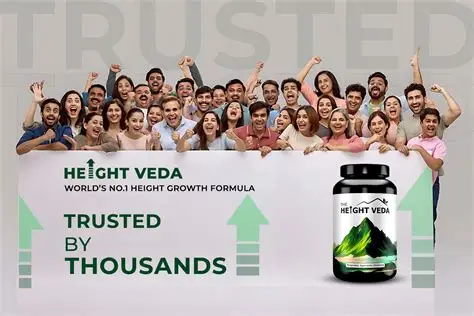 TRUSTED
HEIGHT VEDA
WORLD'S NO.1 HEIGHT GROWTH FORMULA
TRUSTED
BY
THOUSANDS
THE
HEIGHT VEDA